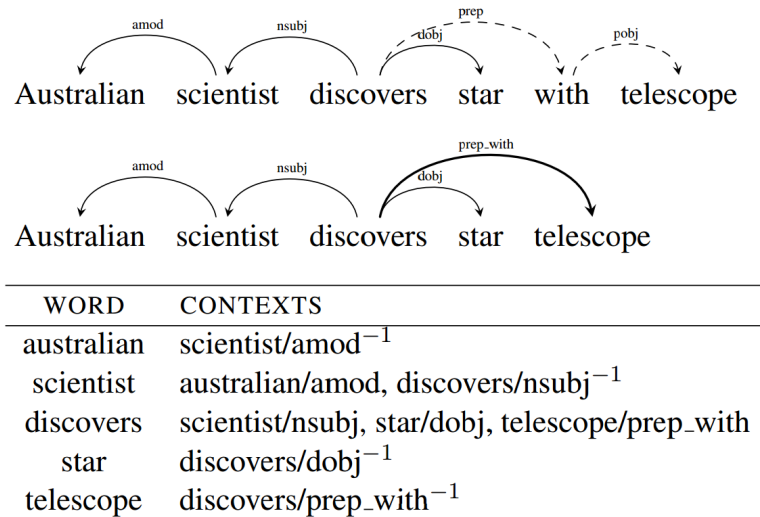 prep
amod nsubj dobj pobj
Australian scientist discovers star with telescope
prep_with
amod nsubj dobj
Australian scientist discovers star telescope
WORD CONTEXTS
australian scientist/amod⁻¹
scientist australian/amod, discovers/nsubj⁻¹
discovers scientist/nsubj, star/dobj, telescope/prep_with
star discovers/dobj⁻¹
telescope discovers/prep_with⁻¹